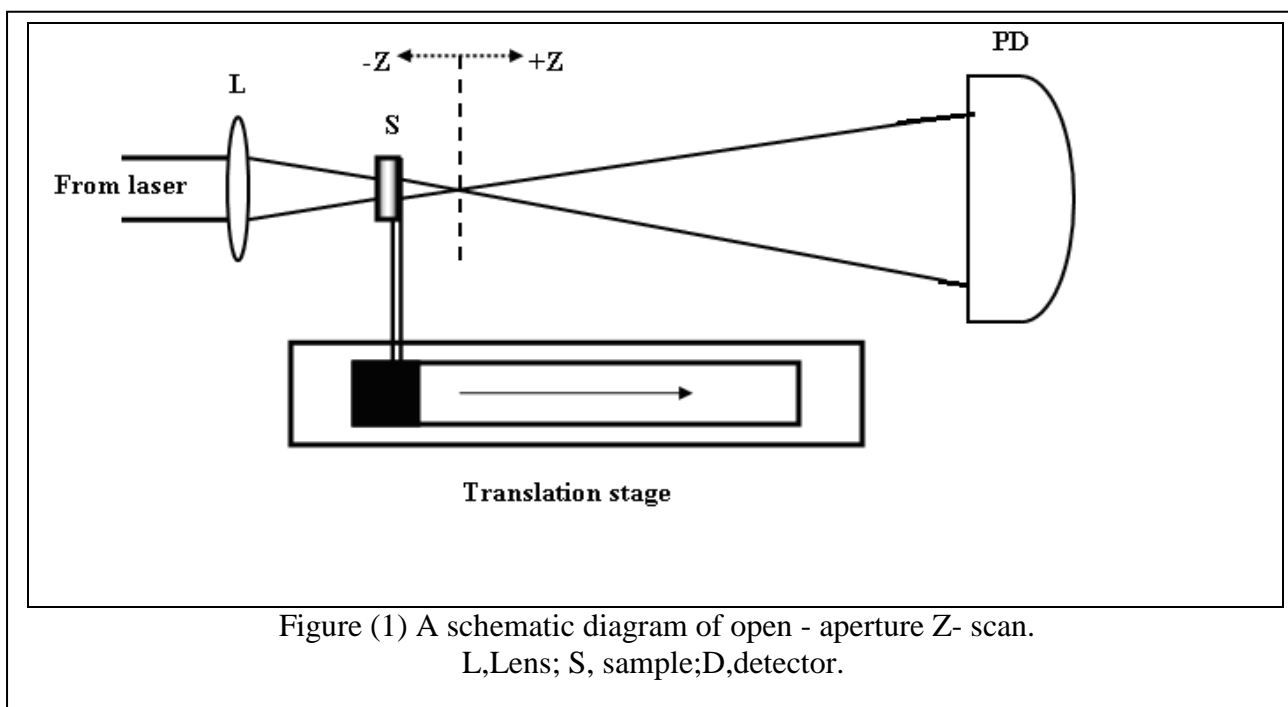 PD
-Z
+Z
L
S
From laser
Translation stage
Figure (1) A schematic diagram of open - aperture Z- scan.
L,Lens; S, sample;D,detector.